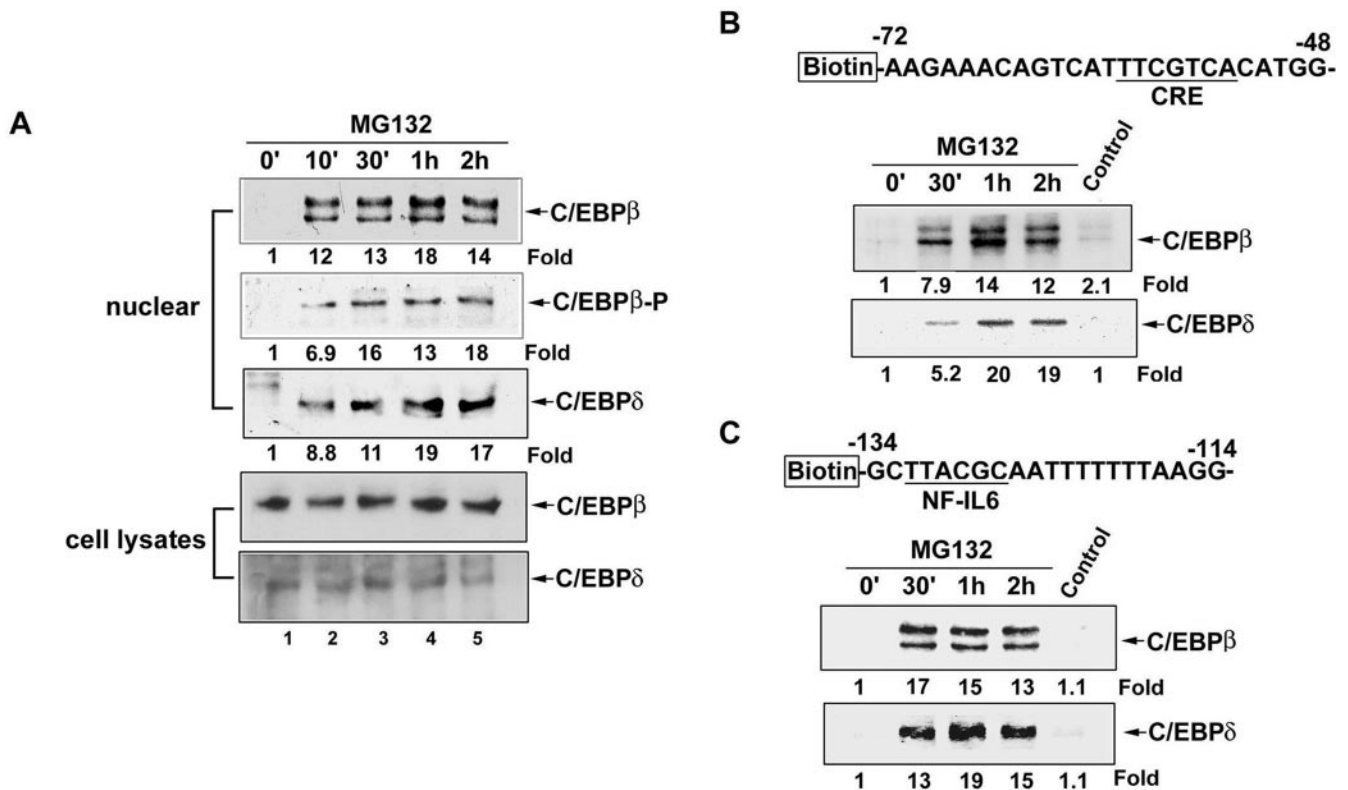 A
MG132
0' 10' 30' 1h 2h
nuclear
C/EBPβ
1 12 13 18 14 Fold
C/EBPβ-P
1 6.9 16 13 18 Fold
C/EBPδ
1 8.8 11 19 17 Fold
cell lysates
C/EBPβ
C/EBPδ
1 2 3 4 5
B
-72 -48
Biotin-AAGAAACAGTCATTTCGTCACATGG-
CRE
MG132
0' 30' 1h 2h Control
C/EBPβ
1 7.9 14 12 2.1 Fold
C/EBPδ
1 5.2 20 19 1 Fold
C
-134 -114
Biotin-GCTTACGCAATTTTTTTAAGG-
NF-IL6
MG132
0' 30' 1h 2h Control
C/EBPβ
1 17 15 13 1.1 Fold
C/EBPδ
1 13 19 15 1.1 Fold